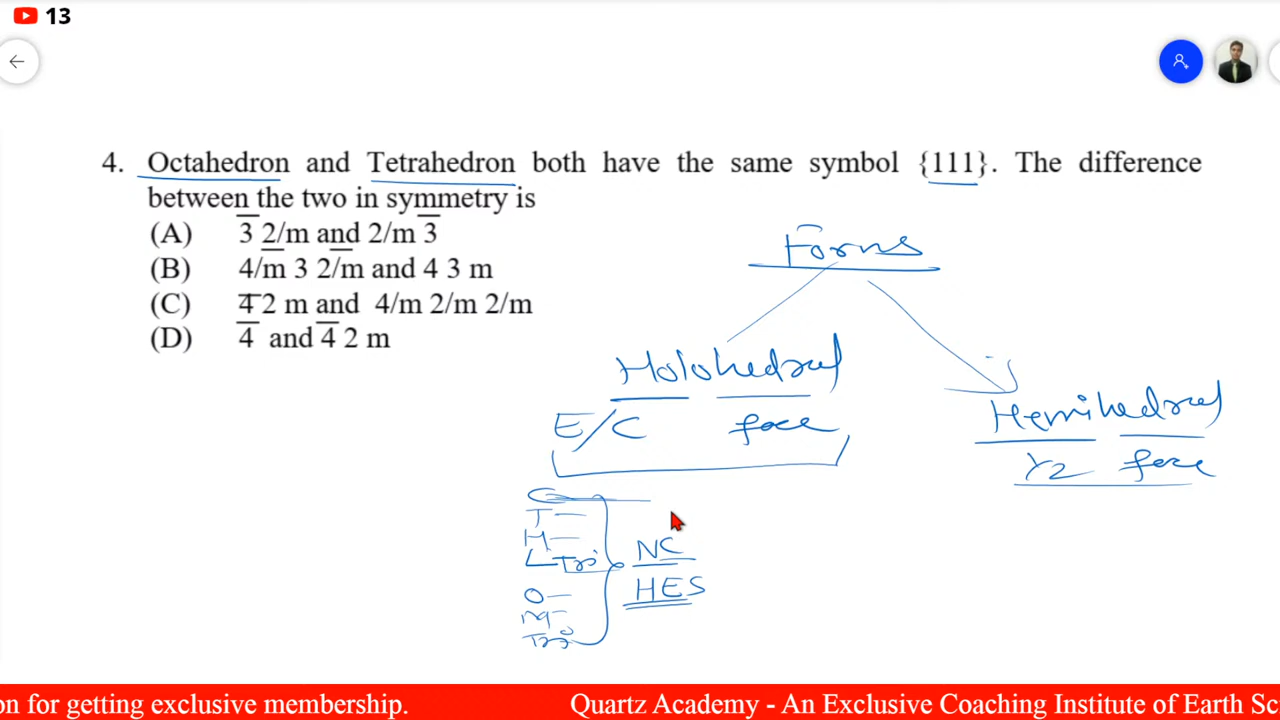 13
4. Octahedron and Tetrahedron both have the same symbol {111}. The difference
between the two in symmetry is
(A) 3̅ 2/m and 2/m 3̅
(B) 4/m 3̅ 2/m and 4̅ 3 m
(C) 4̅ 2 m and 4/m 2/m 2/m
(D) 4̅ and 4̅ 2 m
Forms
Holohedral
Hemihedral
E/C face
1/2 face
C
T
H
Tri
NC
HES
O
Tri
on for getting exclusive membership. Quartz Academy - An Exclusive Coaching Institute of Earth Sc